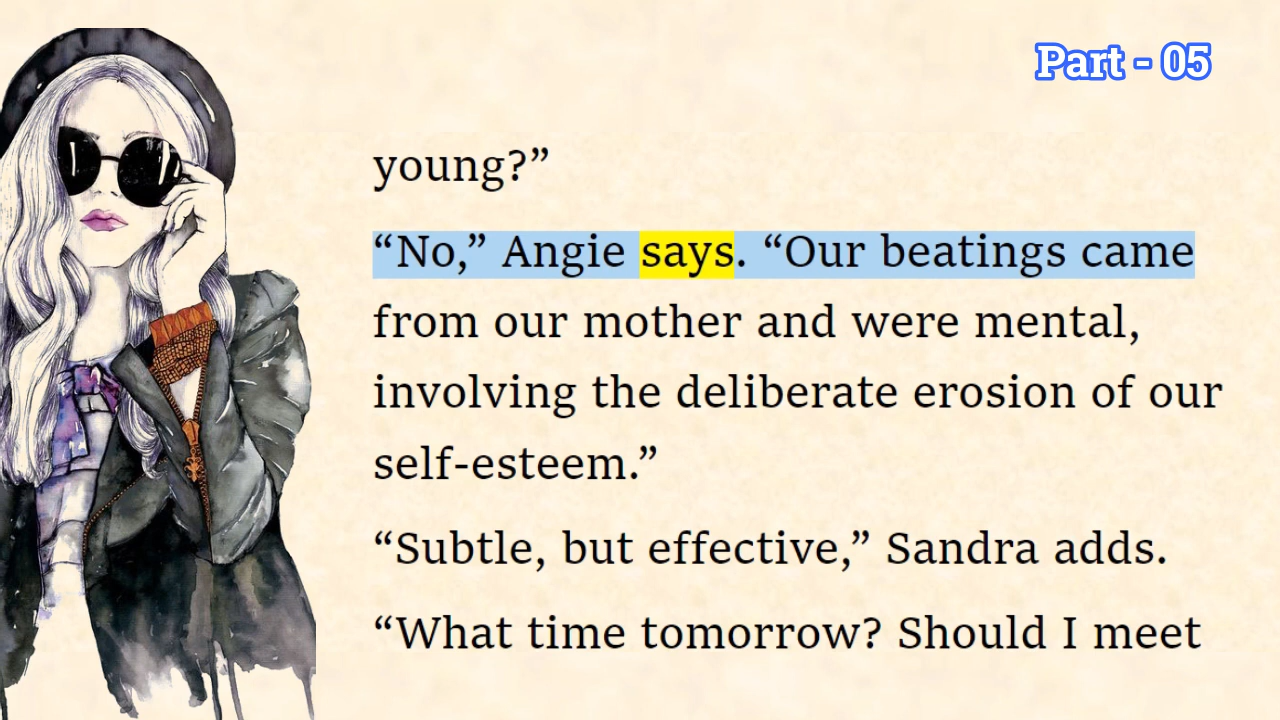 Part - 05
young?”
“No,” Angie says. “Our beatings came
from our mother and were mental,
involving the deliberate erosion of our
self-esteem.”
“Subtle, but effective,” Sandra adds.
“What time tomorrow? Should I meet